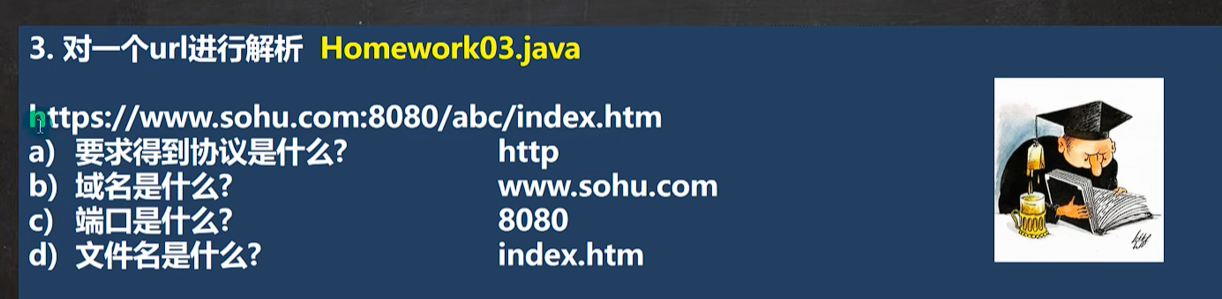 3. 对一个url进行解析 Homework03.java
https://www.sohu.com:8080/abc/index.htm
a) 要求得到协议是什么? http
b) 域名是什么? www.sohu.com
c) 端口是什么? 8080
d) 文件名是什么? index.htm